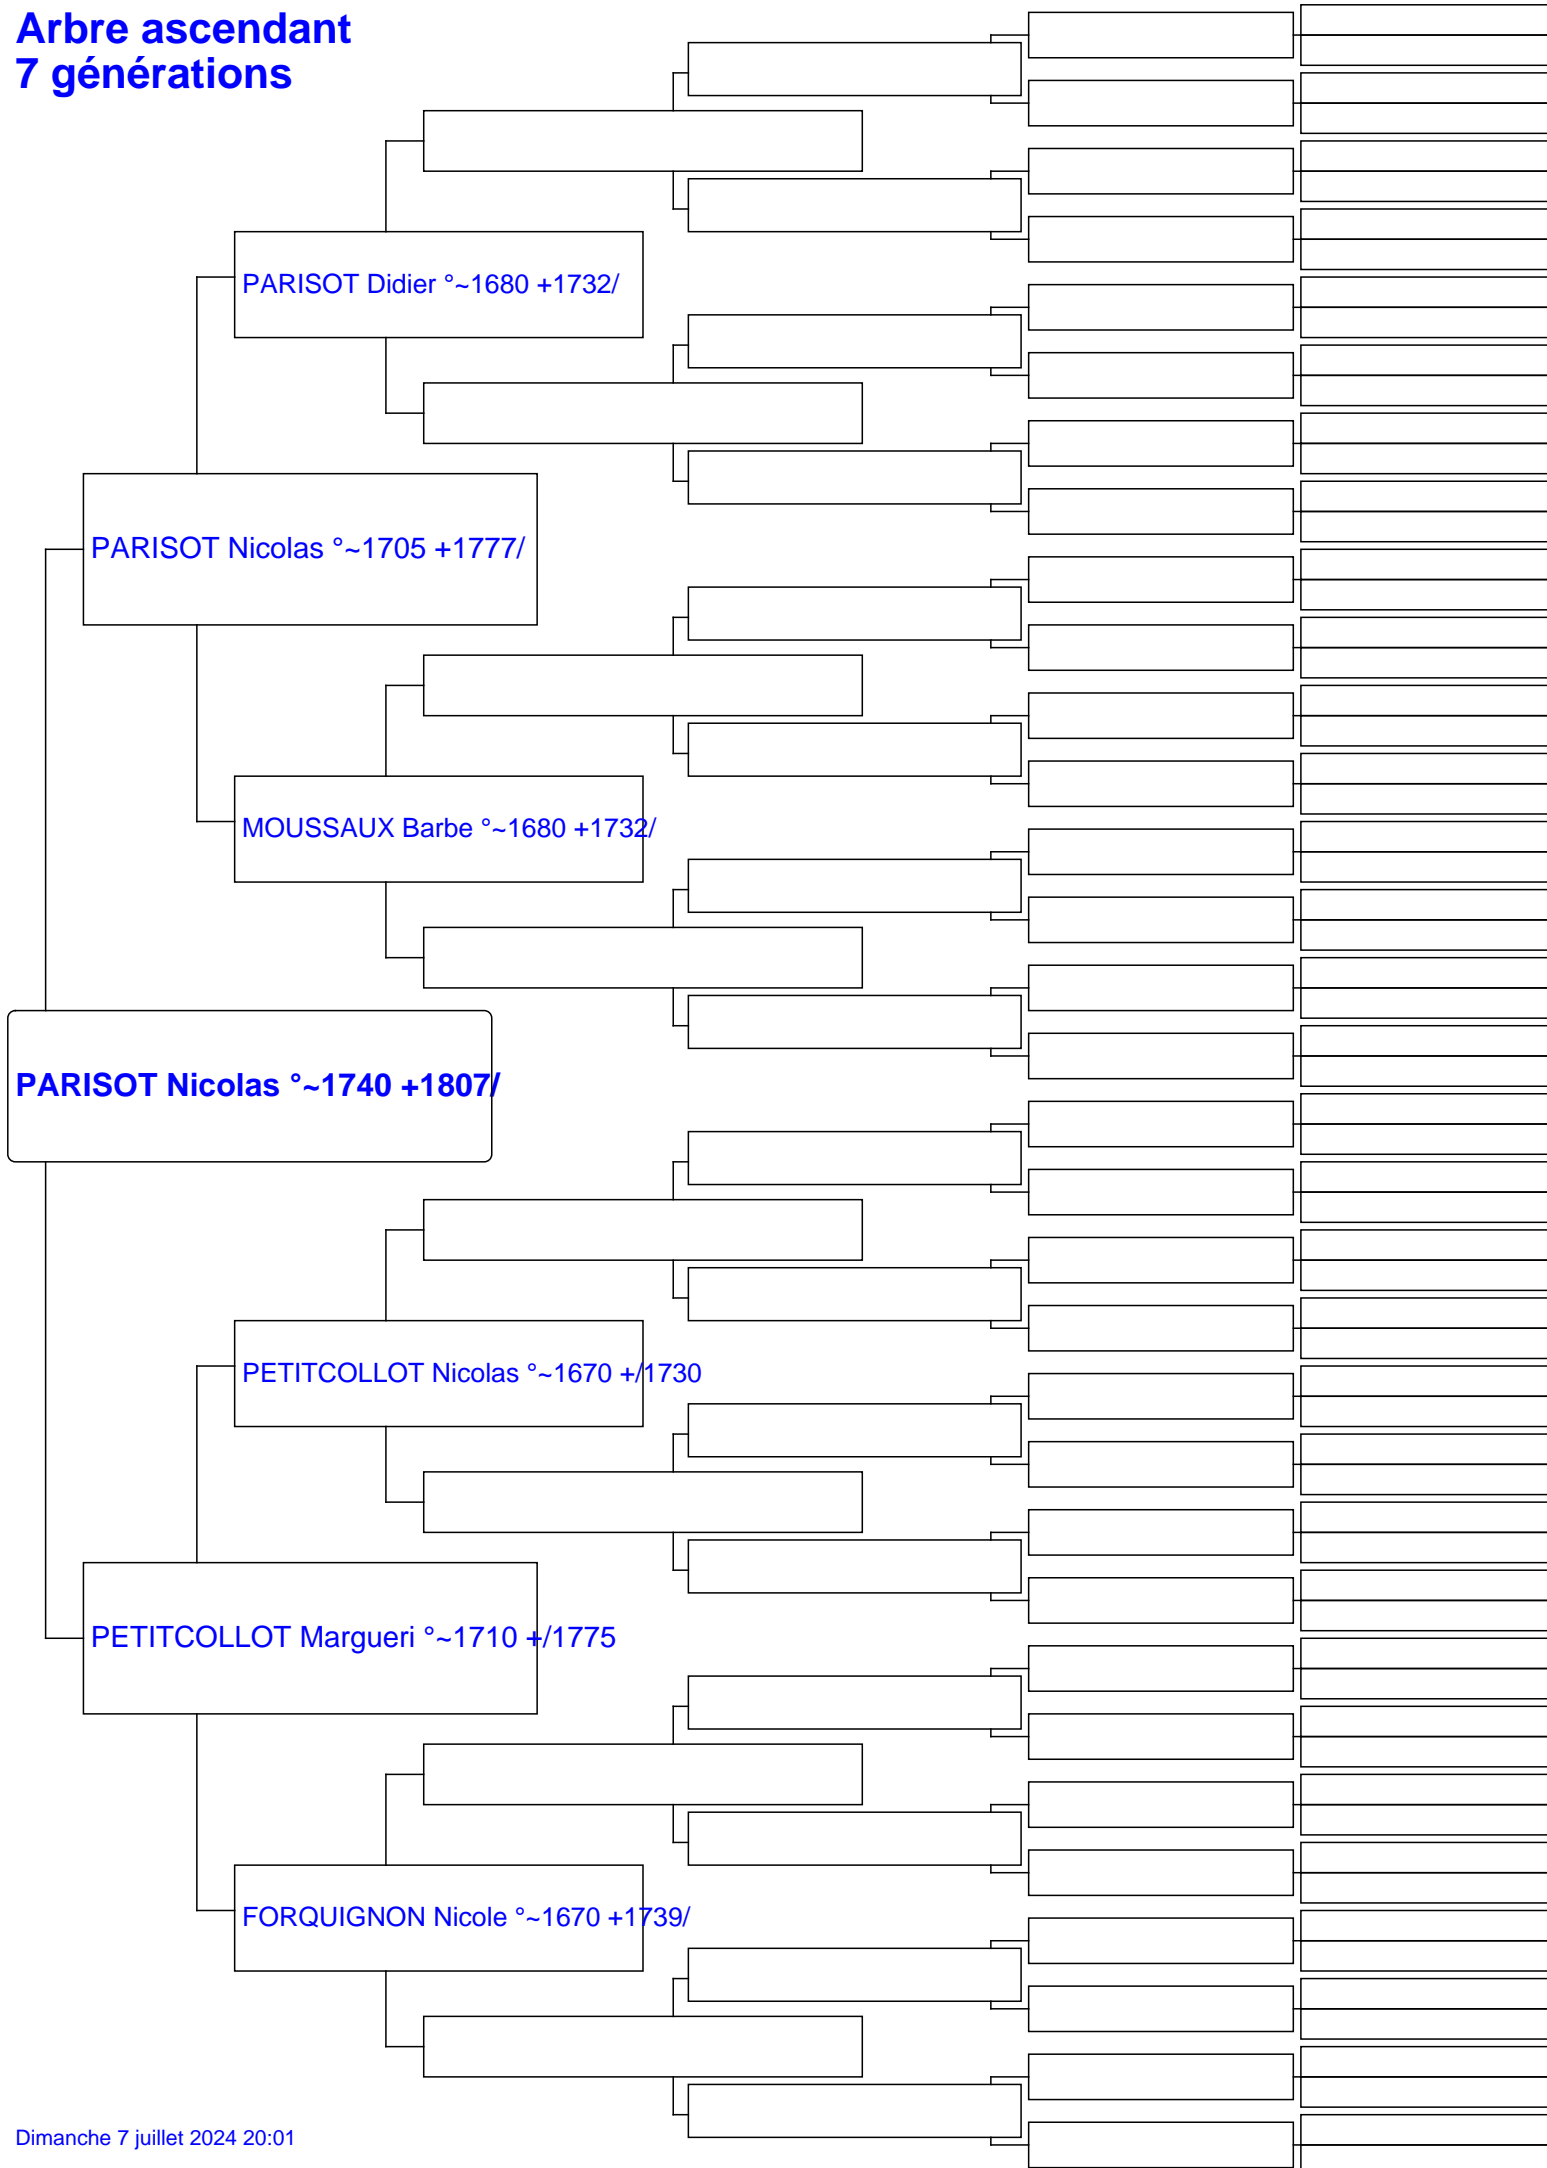 Arbre ascendant
7 générations
PARISOT Didier °~1680 +1732/
PARISOT Nicolas °~1705 +1777/
MOUSSAUX Barbe °~1680 +1732/
PARISOT Nicolas °~1740 +1807/
PETITCOLLOT Nicolas °~1670 +/1730
PETITCOLLOT Margueri °~1710 +/1775
FORQUIGNON Nicole °~1670 +1739/
Dimanche 7 juillet 2024 20:01